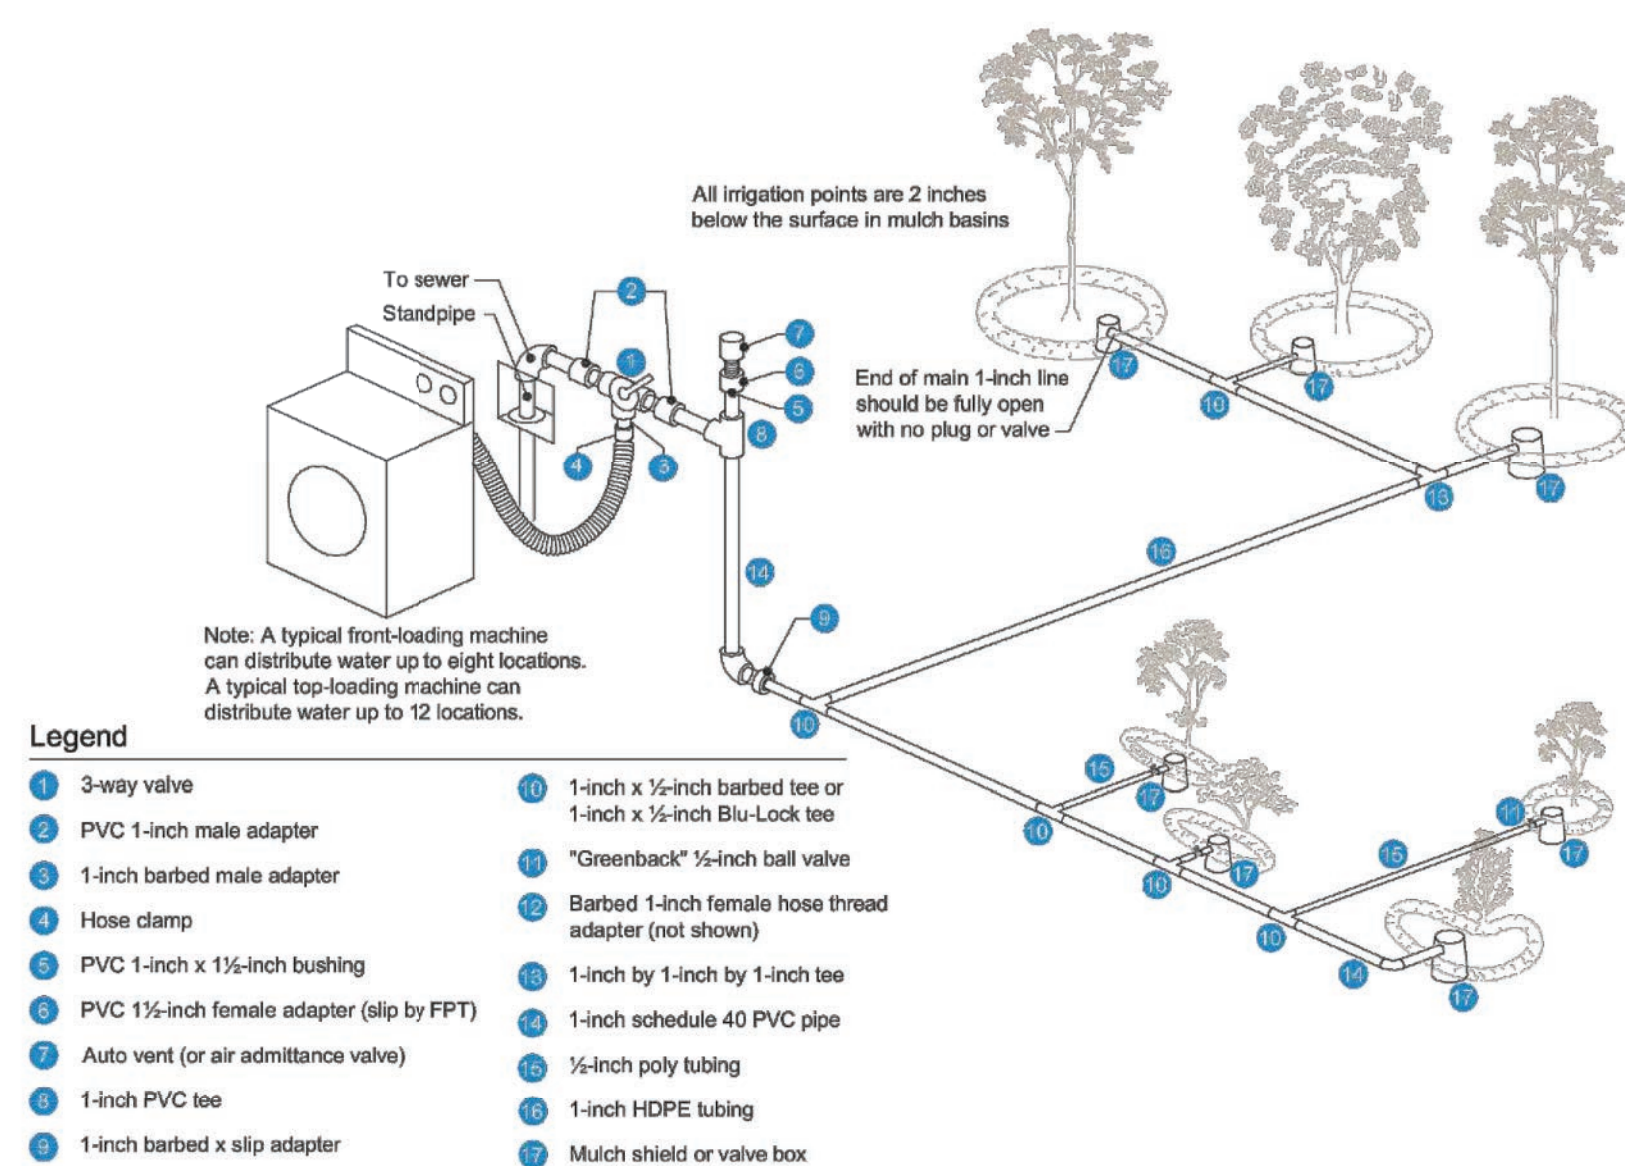 All irrigation points are 2 inches
below the surface in mulch basins
To sewer
Standpipe
2
1
7
6
5
8
4
3
End of main 1-inch line
should be fully open
with no plug or valve
17
10
17
13
17
16
14
9
10
Note: A typical front-loading machine
can distribute water up to eight locations.
A typical top-loading machine can
distribute water up to 12 locations.
15
17
10
17
10
11
17
15
10
14
17
Legend
1 3-way valve
2 PVC 1-inch male adapter
3 1-inch barbed male adapter
4 Hose clamp
5 PVC 1-inch x 1½-inch bushing
6 PVC 1½-inch female adapter (slip by FPT)
7 Auto vent (or air admittance valve)
8 1-inch PVC tee
9 1-inch barbed x slip adapter
10 1-inch x ½-inch barbed tee or
1-inch x ½-inch Blu-Lock tee
11 "Greenback" ½-inch ball valve
12 Barbed 1-inch female hose thread
adapter (not shown)
13 1-inch by 1-inch by 1-inch tee
14 1-inch schedule 40 PVC pipe
15 ½-inch poly tubing
16 1-inch HDPE tubing
17 Mulch shield or valve box